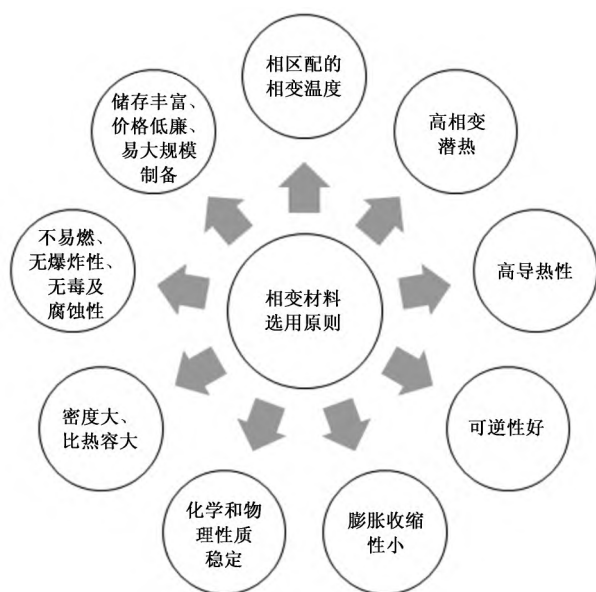 相区配的
相变温度
高相变
潜热
高导热性
可逆性好
膨胀收缩
性小
化学和物
理性质
稳定
密度大、
比热容大
不易燃、
无爆炸性、
无毒及
腐蚀性
储存丰富、
价格低廉、
易大规模
制备
相变材料
选用原则